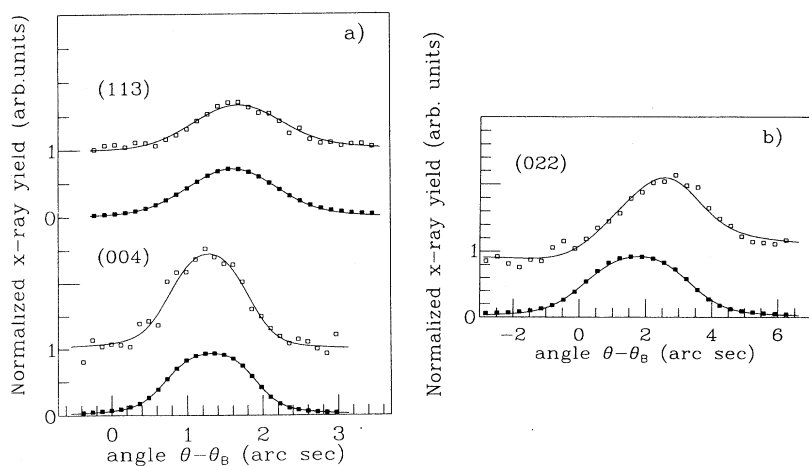 a)
(113)
1
0
(004)
1
0
0 1 2 3
angle θ-θB (arc sec)
Normalized x-ray yield (arb.units)
b)
(022)
1
0
-2 0 2 4 6
angle θ-θB (arc sec)
Normalized x-ray yield (arb. units)